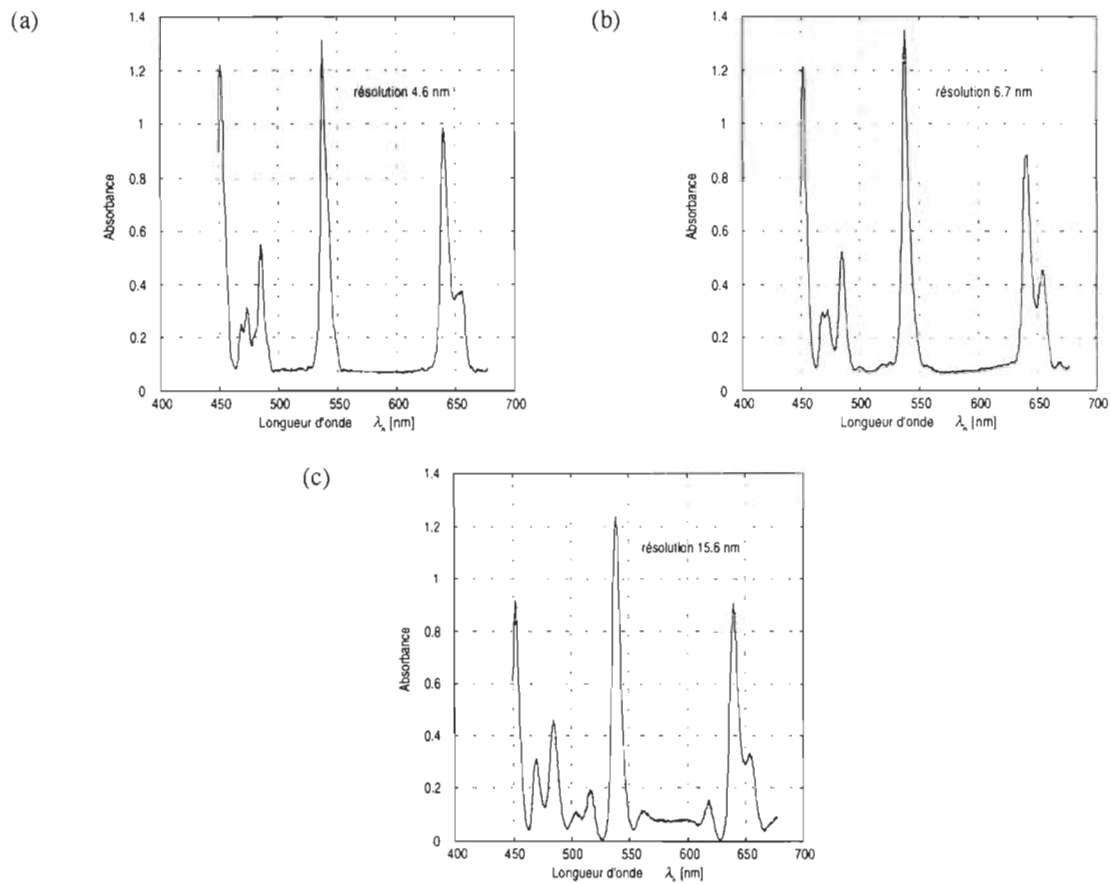 (a)
1.4
1.2
1
0.8
0.6
0.4
0.2
0
Absorbance
résolution 4.6 nm
400 450 500 550 600 650 700
Longueur d'onde λₛ [nm]
(b)
1.4
1.2
1
0.8
0.6
0.4
0.2
0
Absorbance
résolution 6.7 nm
400 450 500 550 600 650 700
Longueur d'onde λₛ [nm]
(c)
1.4
1.2
1
0.8
0.6
0.4
0.2
0
Absorbance
résolution 15.6 nm
400 450 500 550 600 650 700
Longueur d'onde λₛ [nm]